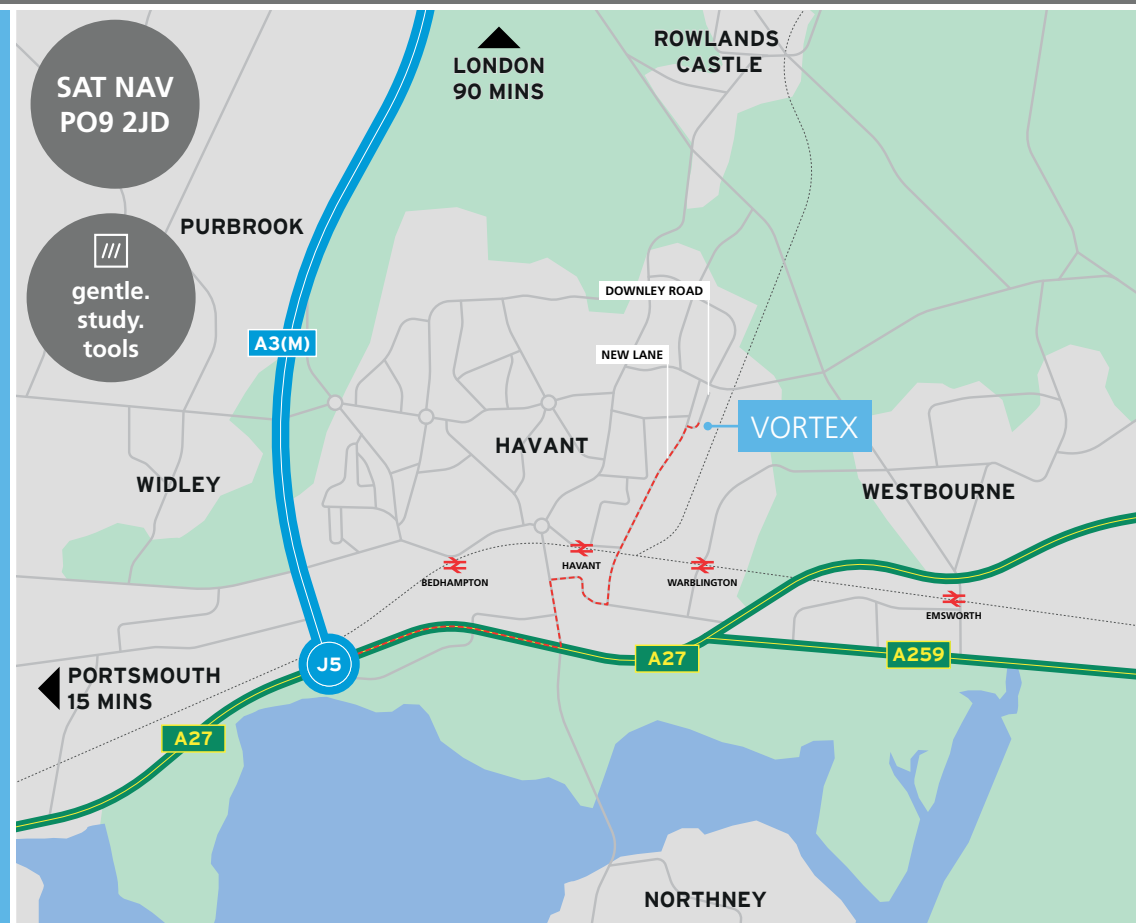 SAT NAV
PO9 2JD
gentle.
study.
tools
LONDON
90 MINS
ROWLANDS
CASTLE
PURBROOK
DOWNLEY ROAD
A3(M)
NEW LANE
VORTEX
HAVANT
WIDLEY
WESTBOURNE
HAVANT
BEDHAMPTON
WARBLINGTON
EMSWORTH
J5
A27
A259
PORTSMOUTH
15 MINS
A27
NORTHNEY